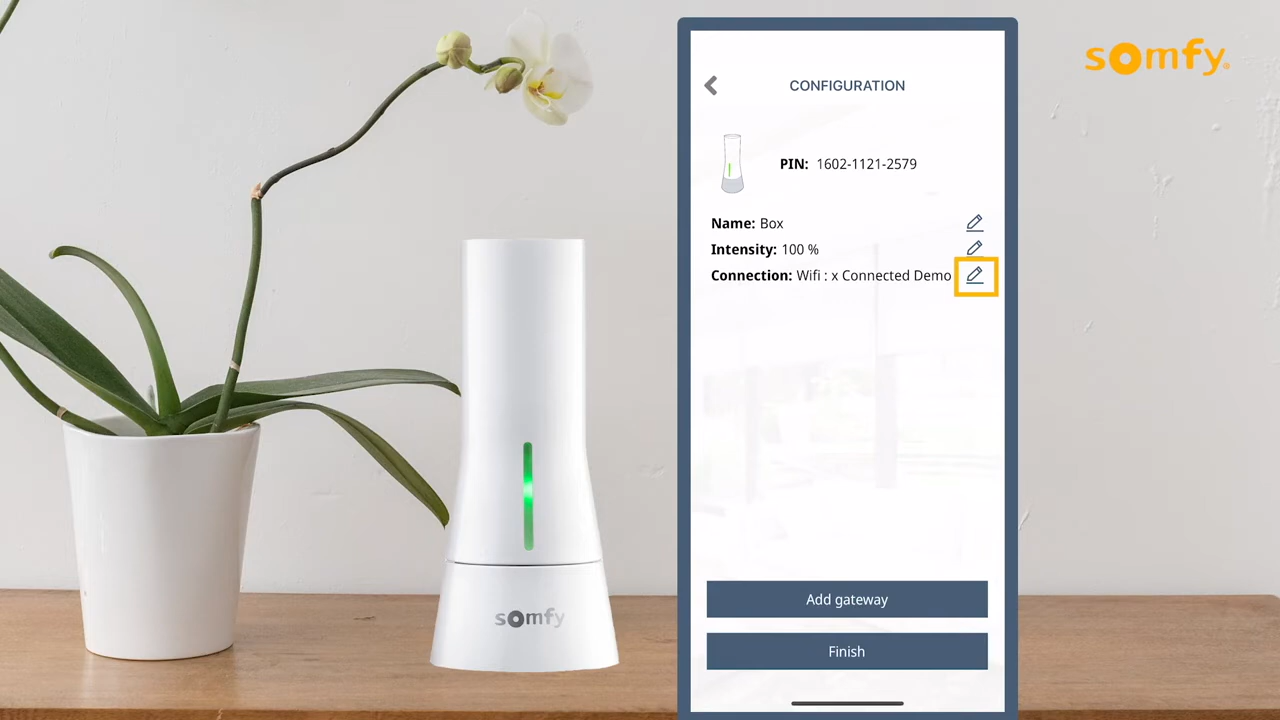 somfy
CONFIGURATION
PIN: 1602-1121-2579
Name: Box
Intensity: 100 %
Connection: Wifi : x Connected Demo
Add gateway
Finish
somfy